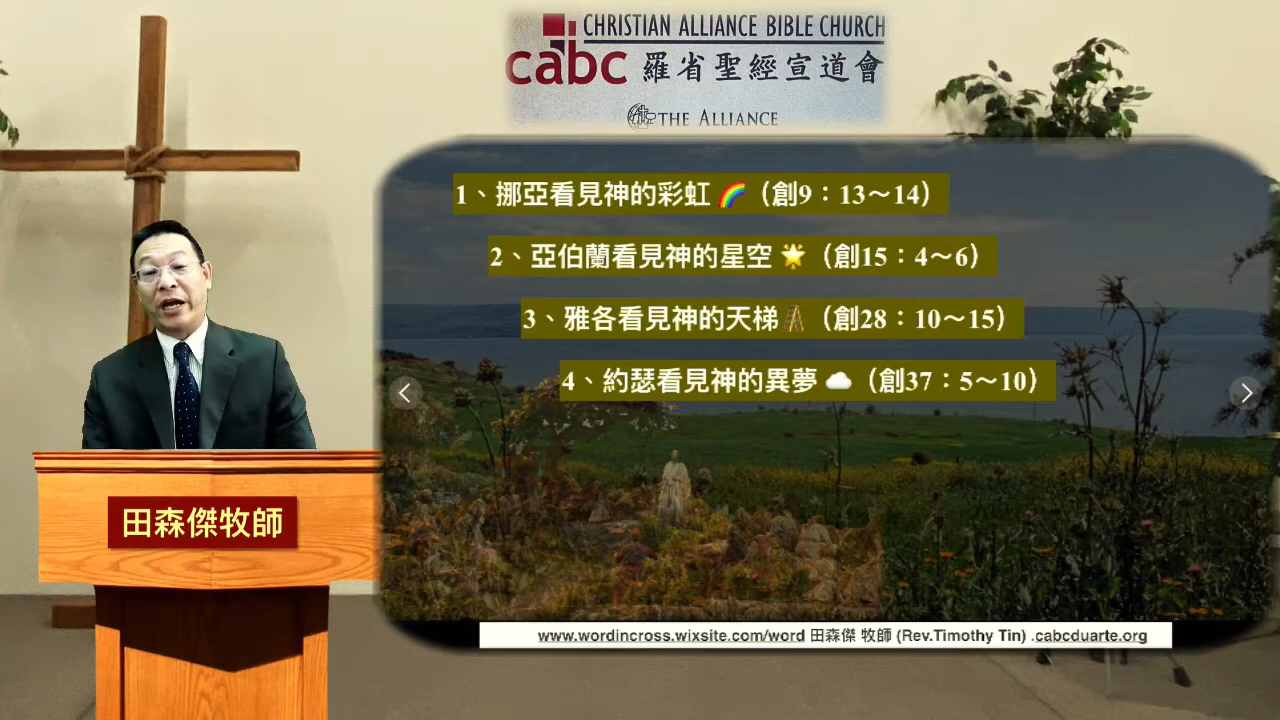 CHRISTIAN ALLIANCE BIBLE CHURCH
cabc 羅省聖經宣道會
THE ALLIANCE
1、挪亞看見神的彩虹🌈（創9：13～14）
2、亞伯蘭看見神的星空🌟（創15：4～6）
3、雅各看見神的天梯🪜（創28：10～15）
4、約瑟看見神的異夢☁️（創37：5～10）
田森傑牧師
www.wordincross.wixsite.com/word 田森傑 牧師 (Rev.Timothy Tin) .cabcduarte.org